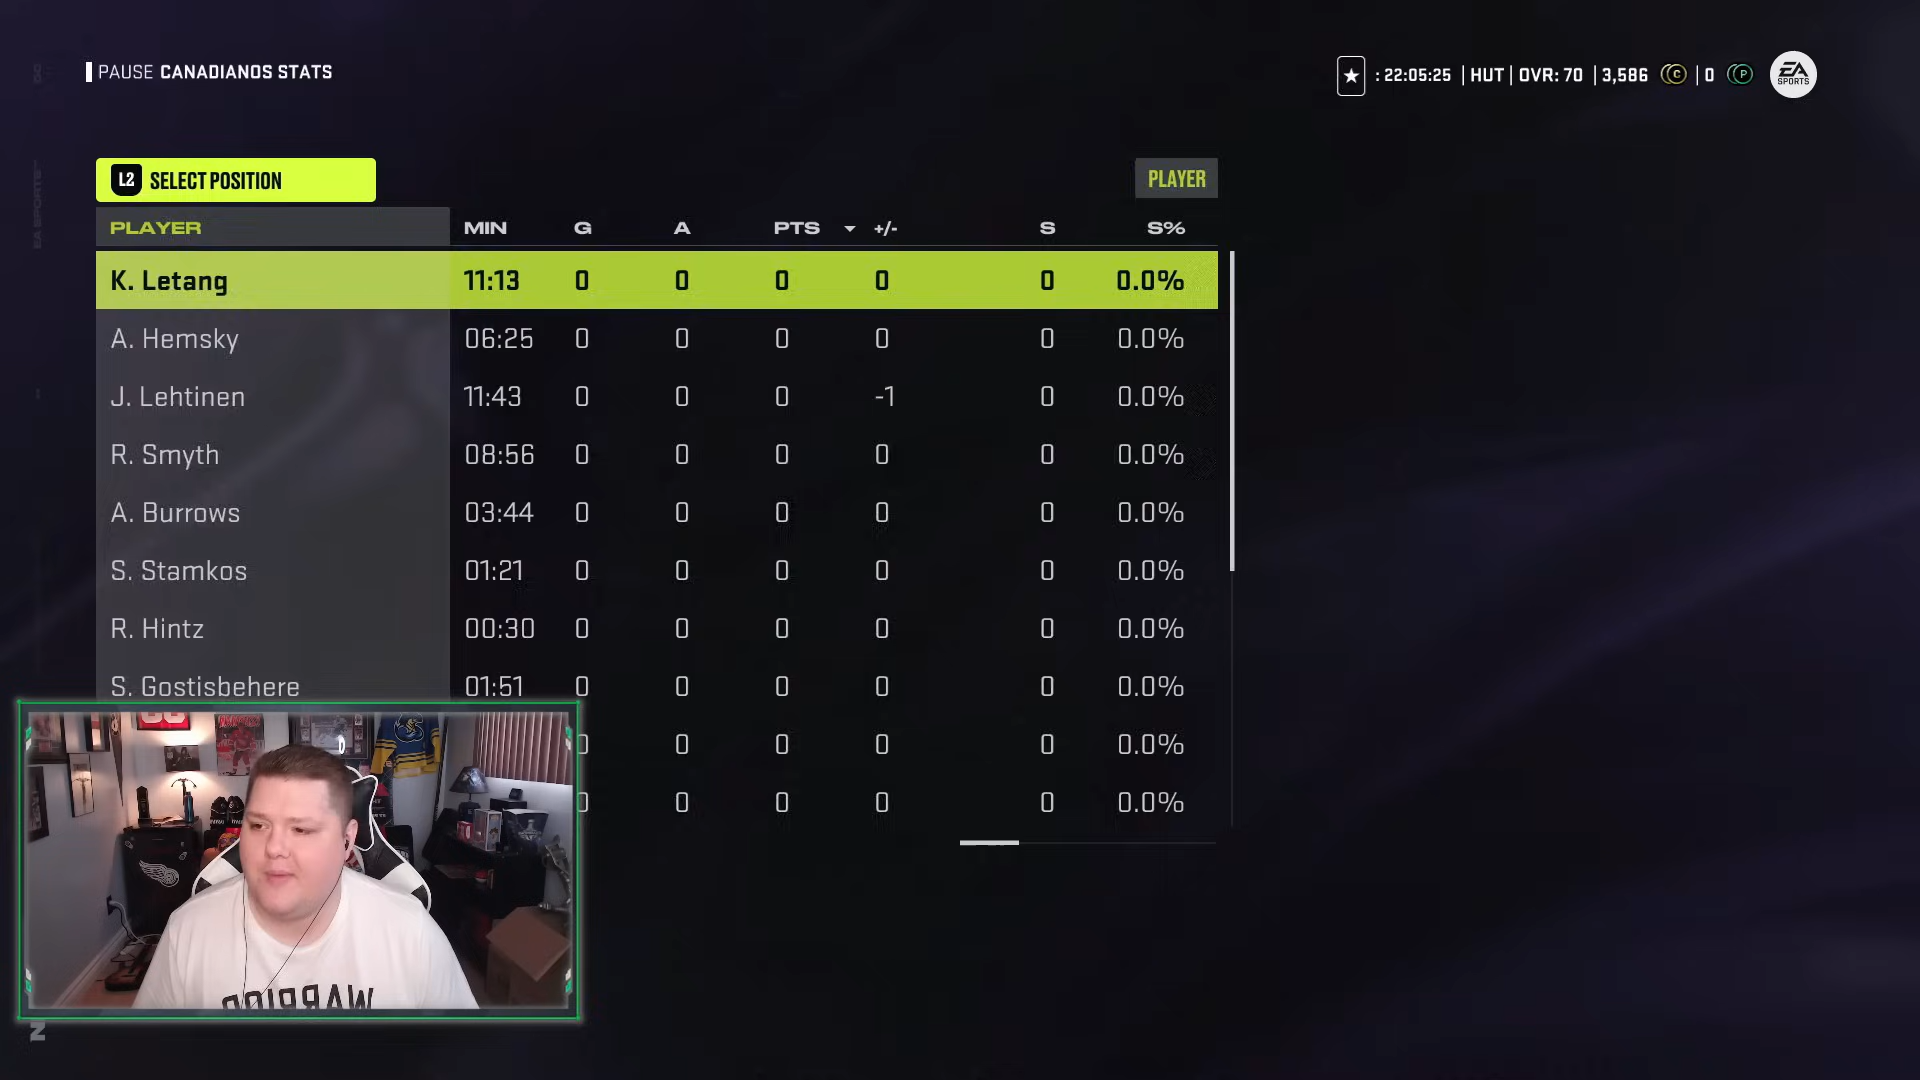 PAUSE CANADIANOS STATS
: 22:05:25 | HUT | OVR: 70 | 3,586 C | 0 P
EA SPORTS
L2 SELECT POSITION
PLAYER
PLAYER MIN G A PTS +/- S S%
K. Letang 11:13 0 0 0 0 0 0.0%
A. Hemsky 06:25 0 0 0 0 0 0.0%
J. Lehtinen 11:43 0 0 0 -1 0 0.0%
R. Smyth 08:56 0 0 0 0 0 0.0%
A. Burrows 03:44 0 0 0 0 0 0.0%
S. Stamkos 01:21 0 0 0 0 0 0.0%
R. Hintz 00:30 0 0 0 0 0 0.0%
S. Gostisbehere 01:51 0 0 0 0 0 0.0%
0 0 0 0 0 0.0%
0 0 0 0 0 0.0%
WARRIOR